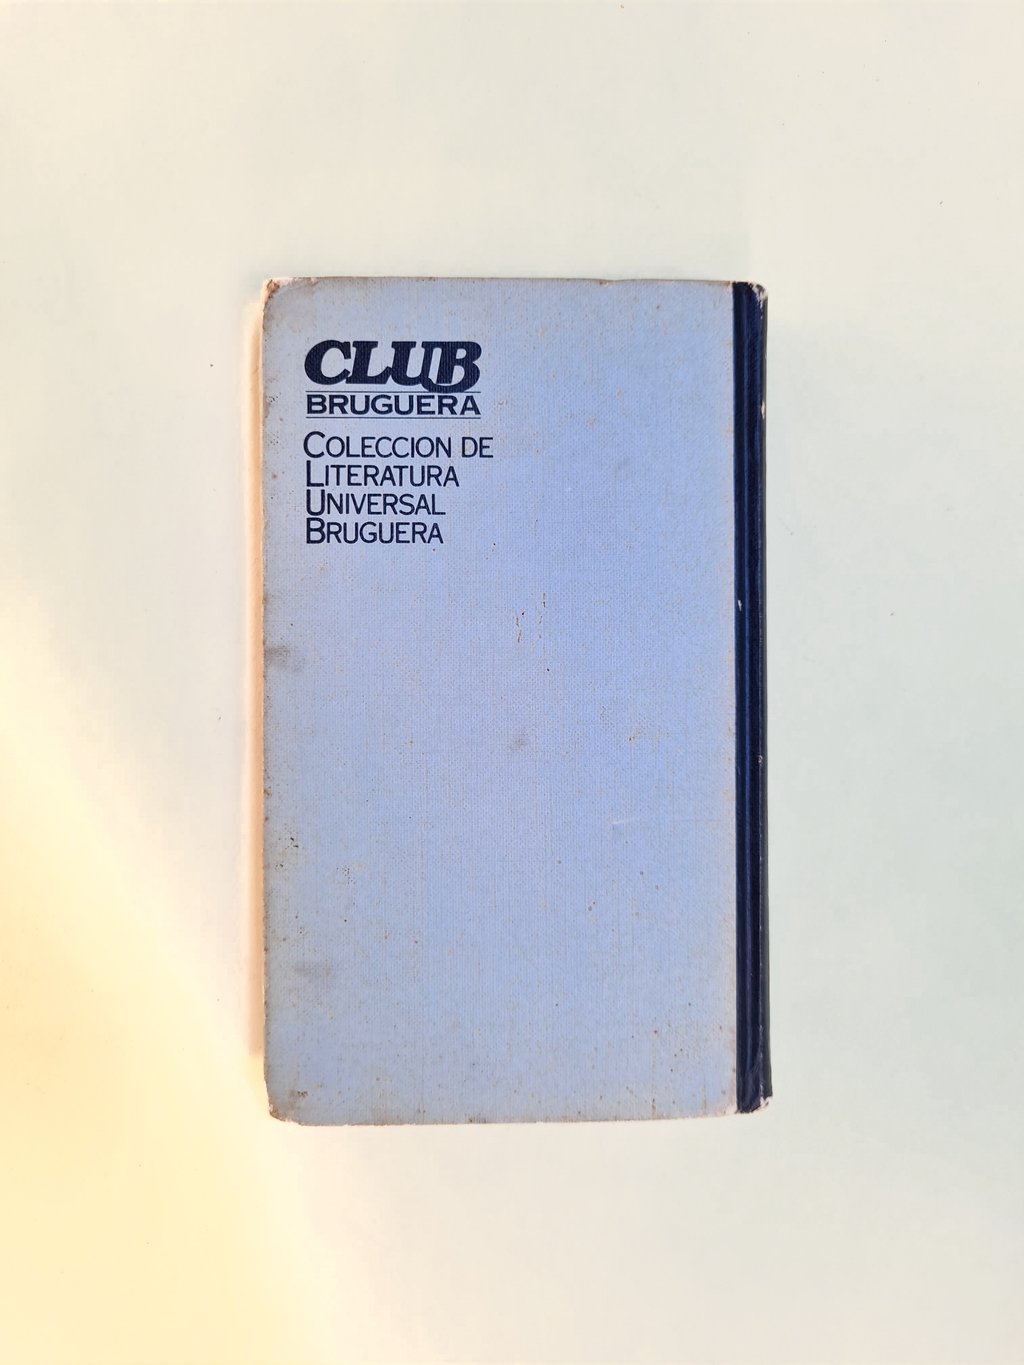 CLUB
BRUGUERA
COLECCION DE
LITERATURA
UNIVERSAL
BRUGUERA